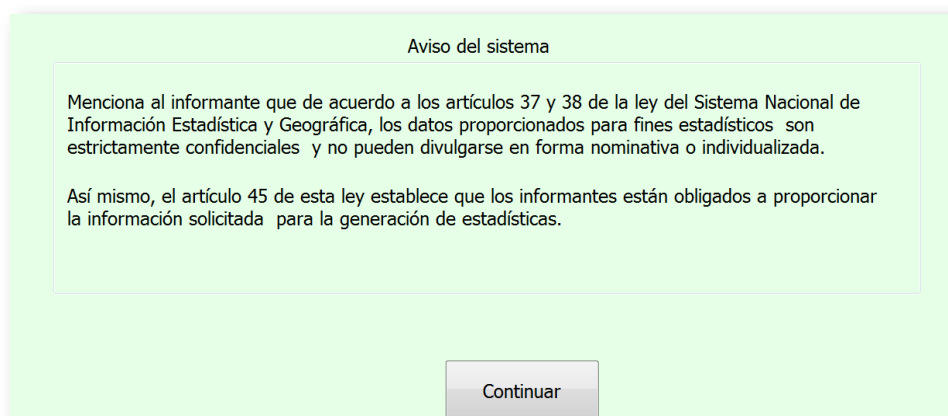 Aviso del sistema
Menciona al informante que de acuerdo a los artículos 37 y 38 de la ley del Sistema Nacional de
Información Estadística y Geográfica, los datos proporcionados para fines estadísticos  son
estrictamente confidenciales  y no pueden divulgarse en forma nominativa o individualizada.
Así mismo, el artículo 45 de esta ley establece que los informantes están obligados a proporcionar
la información solicitada  para la generación de estadísticas.
Continuar